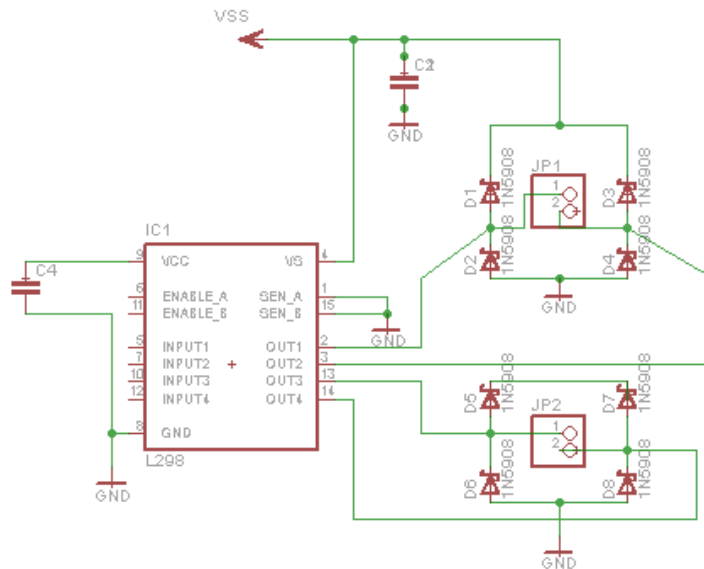 VSS
GND
JP1
1
2
D1
1N5908
D3
1N5908
D2
1N5908
D4
1N5908
GND
IC1
C4
9 VCC VS 4
6 ENABLE_A SEN_A 1
11 ENABLE_B SEN_B 15
GND
5 INPUT1 OUT1 2
7 INPUT2 OUT2 3
10 INPUT3 OUT3 13
12 INPUT4 OUT4 14
8 GND
L298
GND
JP2
1
2
D5
1N5908
D7
1N5908
D6
1N5908
D8
1N5908
GND